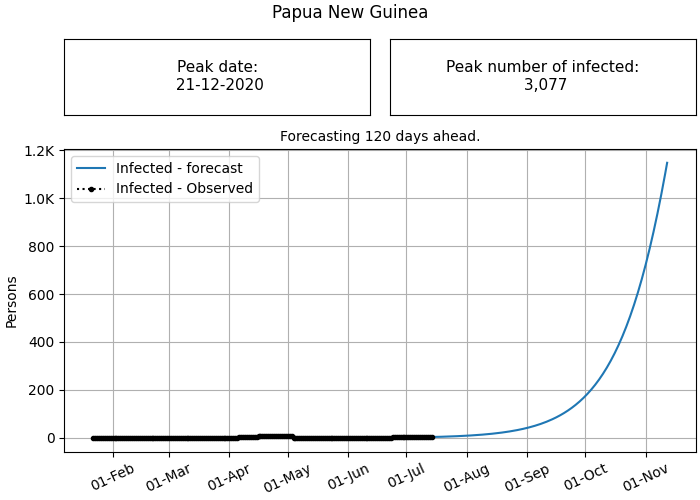 Papua New Guinea
Peak date:
21-12-2020
Peak number of infected:
3,077
Forecasting 120 days ahead.
Infected - forecast
Infected - Observed
Persons
1.2K
1.0K
800
600
400
200
0
01-Feb
01-Mar
01-Apr
01-May
01-Jun
01-Jul
01-Aug
01-Sep
01-Oct
01-Nov